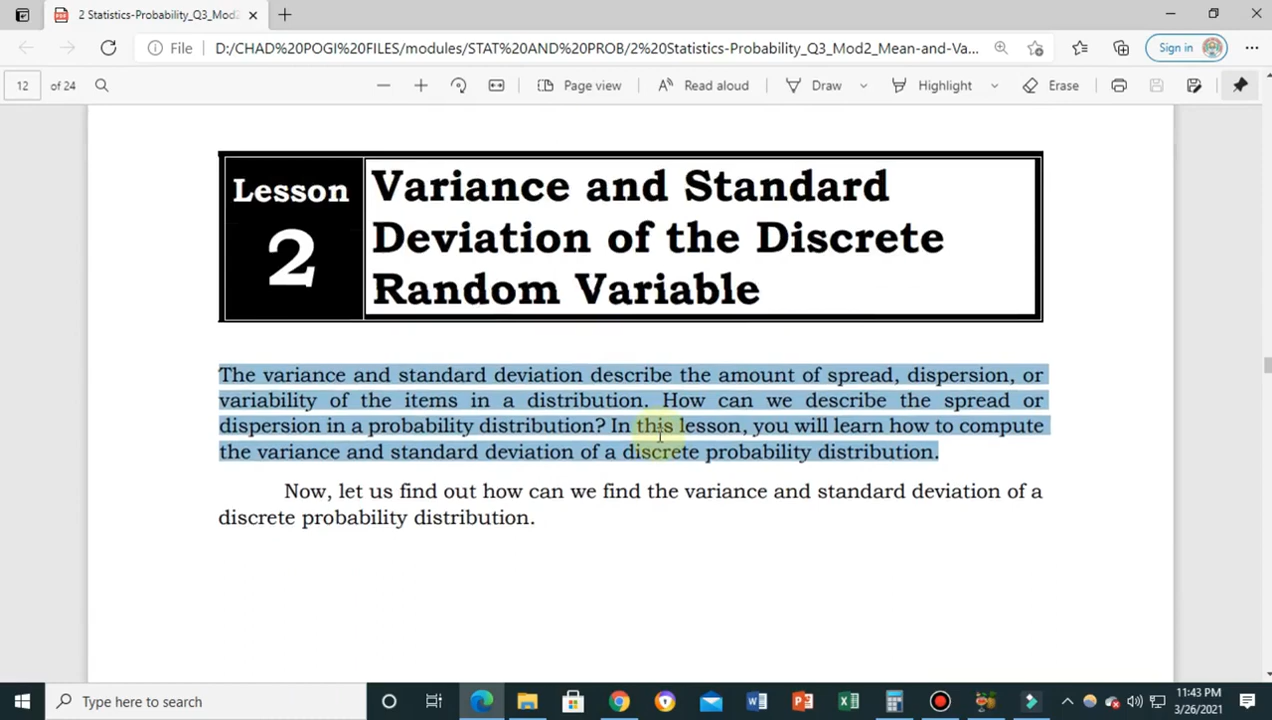 2 Statistics-Probability_Q3_Mod2
File
D:/CHAD%20POGI%20FILES/modules/STAT%20AND%20PROB/2%20Statistics-Probability_Q3_Mod2_Mean-and-Va...
Sign in
12 of 24
Page view
Read aloud
Draw
Highlight
Erase
Lesson
2
Variance and Standard
Deviation of the Discrete
Random Variable
The variance and standard deviation describe the amount of spread, dispersion, or
variability of the items in a distribution. How can we describe the spread or
dispersion in a probability distribution? In this lesson, you will learn how to compute
the variance and standard deviation of a discrete probability distribution.
Now, let us find out how can we find the variance and standard deviation of a
discrete probability distribution.
Type here to search
11:43 PM
3/26/2021